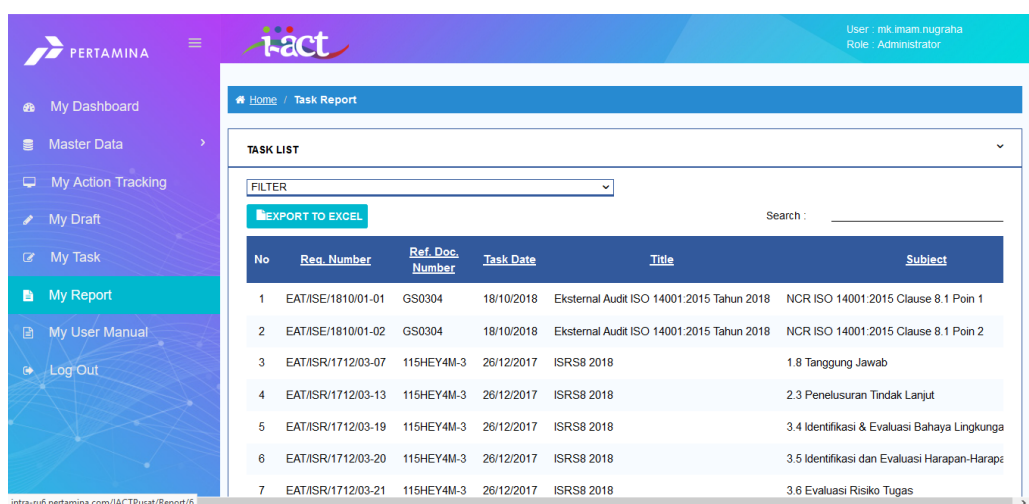 PERTAMINA
i-act
User : mk.imam.nugraha
Role : Administrator
My Dashboard
Master Data
My Action Tracking
My Draft
My Task
My Report
My User Manual
Log Out
Home / Task Report
TASK LIST
FILTER
EXPORT TO EXCEL
Search :
No Reg. Number Ref. Doc. Number Task Date Title Subject
1 EAT/ISE/1810/01-01 GS0304 18/10/2018 Eksternal Audit ISO 14001:2015 Tahun 2018 NCR ISO 14001:2015 Clause 8.1 Poin 1
2 EAT/ISE/1810/01-02 GS0304 18/10/2018 Eksternal Audit ISO 14001:2015 Tahun 2018 NCR ISO 14001:2015 Clause 8.1 Poin 2
3 EAT/ISR/1712/03-07 115HEY4M-3 26/12/2017 ISRS8 2018 1.8 Tanggung Jawab
4 EAT/ISR/1712/03-13 115HEY4M-3 26/12/2017 ISRS8 2018 2.3 Penelusuran Tindak Lanjut
5 EAT/ISR/1712/03-19 115HEY4M-3 26/12/2017 ISRS8 2018 3.4 Identifikasi & Evaluasi Bahaya Lingkunga
6 EAT/ISR/1712/03-20 115HEY4M-3 26/12/2017 ISRS8 2018 3.5 Identifikasi dan Evaluasi Harapan-Harapa
7 EAT/ISR/1712/03-21 115HEY4M-3 26/12/2017 ISRS8 2018 3.6 Evaluasi Risiko Tugas
intra-ru6.pertamina.com/IACTPusat/Report/6